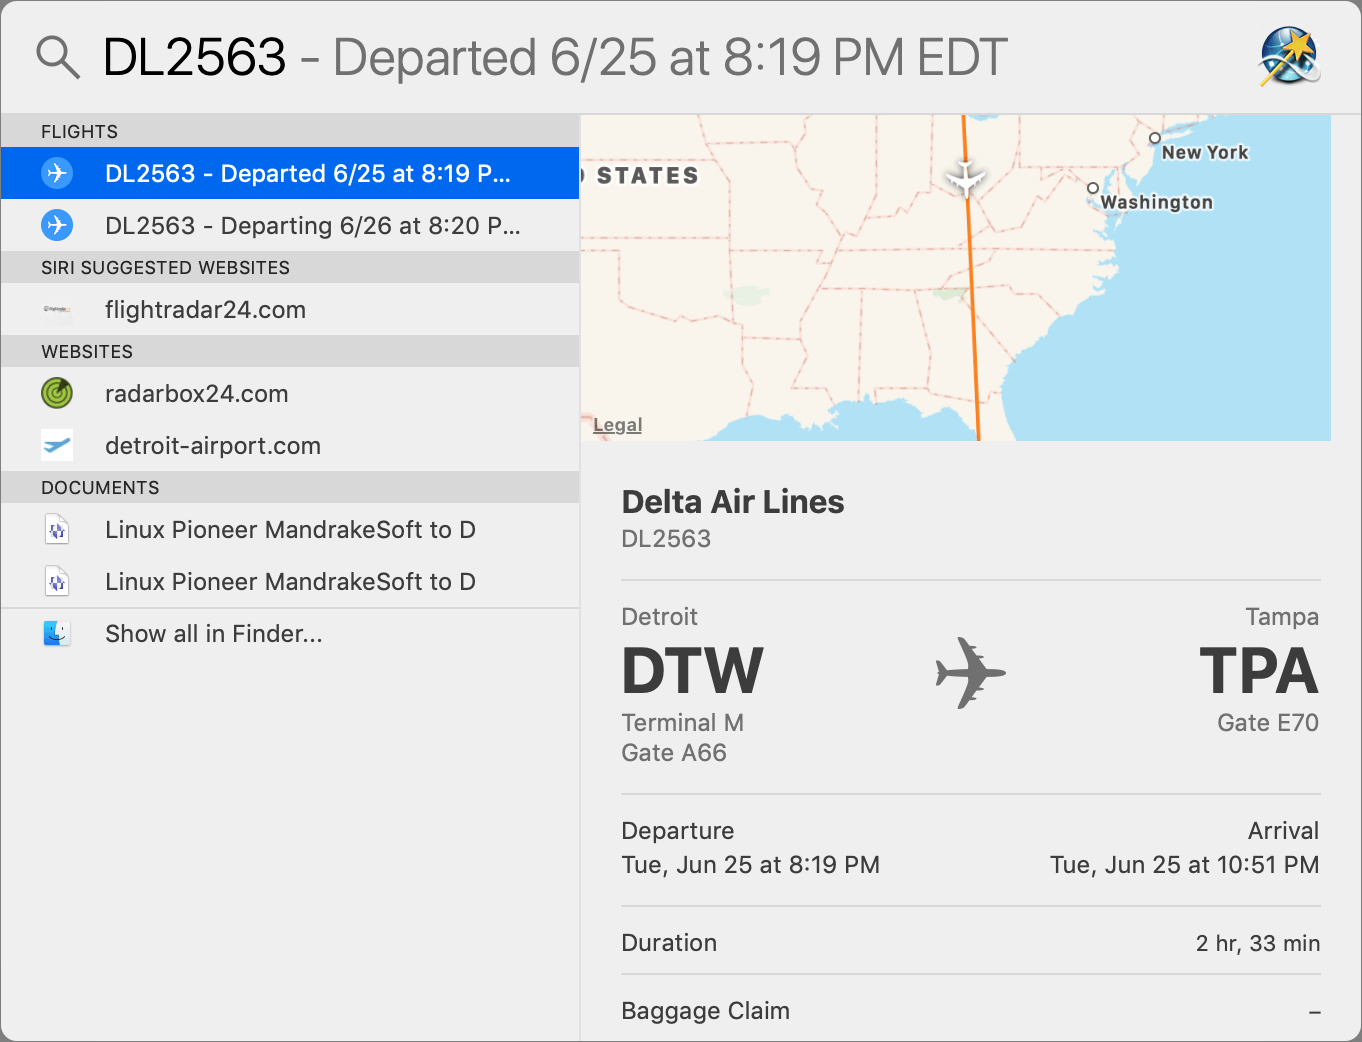 DL2563 - Departed 6/25 at 8:19 PM EDT
FLIGHTS
DL2563 - Departed 6/25 at 8:19 P...
DL2563 - Departing 6/26 at 8:20 P...
SIRI SUGGESTED WEBSITES
flightradar24.com
WEBSITES
radarbox24.com
detroit-airport.com
DOCUMENTS
Linux Pioneer MandrakeSoft to D
Linux Pioneer MandrakeSoft to D
Show all in Finder...
STATES
New York
Washington
Legal
Delta Air Lines
DL2563
Detroit
Tampa
DTW
TPA
Terminal M
Gate E70
Gate A66
Departure
Arrival
Tue, Jun 25 at 8:19 PM
Tue, Jun 25 at 10:51 PM
Duration
2 hr, 33 min
Baggage Claim
–